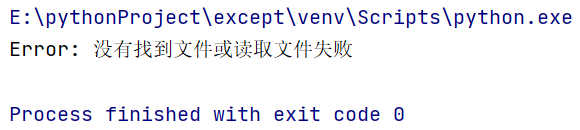 E:\pythonProject\except\venv\Scripts\python.exe
Error: 没有找到文件或读取文件失败
Process finished with exit code 0